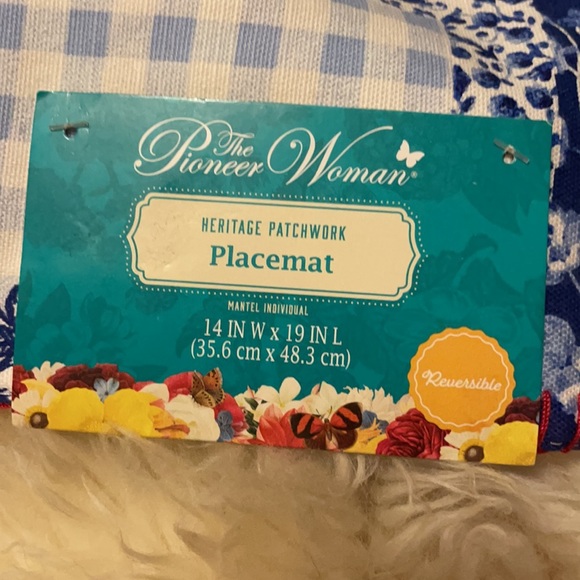 The
Pioneer Woman®
HERITAGE PATCHWORK
Placemat
MANTEL INDIVIDUAL
14 IN W x 19 IN L
(35.6 cm x 48.3 cm)
Reversible